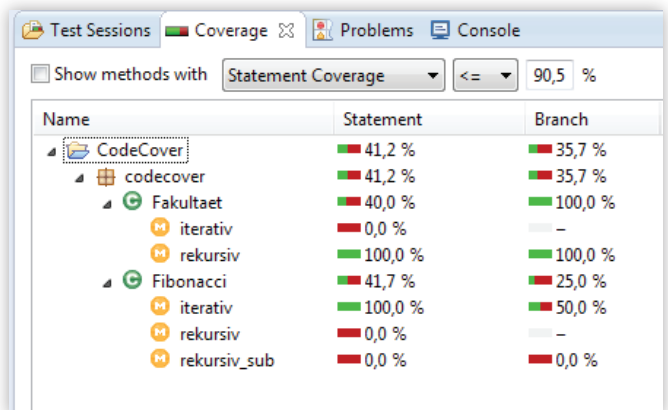 Test Sessions Coverage Problems Console
Show methods with Statement Coverage <= 90,5 %
Name Statement Branch
CodeCover 41,2 % 35,7 %
codecover 41,2 % 35,7 %
Fakultaet 40,0 % 100,0 %
iterativ 0,0 % –
rekursiv 100,0 % 100,0 %
Fibonacci 41,7 % 25,0 %
iterativ 100,0 % 50,0 %
rekursiv 0,0 % –
rekursiv_sub 0,0 % 0,0 %